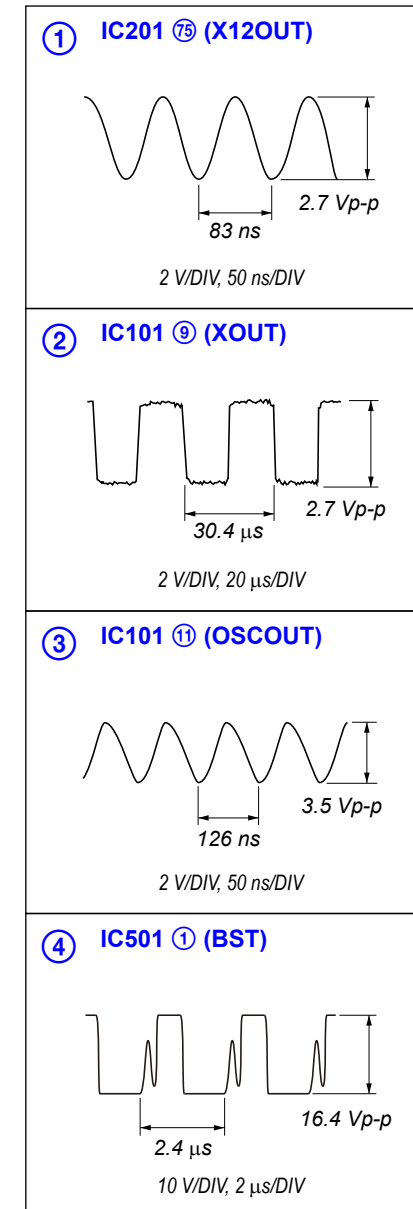 ① IC201 ㊆ (X12OUT)
2.7 Vp-p
83 ns
2 V/DIV, 50 ns/DIV
② IC101 ⑨ (XOUT)
2.7 Vp-p
30.4 μs
2 V/DIV, 20 μs/DIV
③ IC101 ⑪ (OSCOUT)
3.5 Vp-p
126 ns
2 V/DIV, 50 ns/DIV
④ IC501 ① (BST)
16.4 Vp-p
2.4 μs
10 V/DIV, 2 μs/DIV